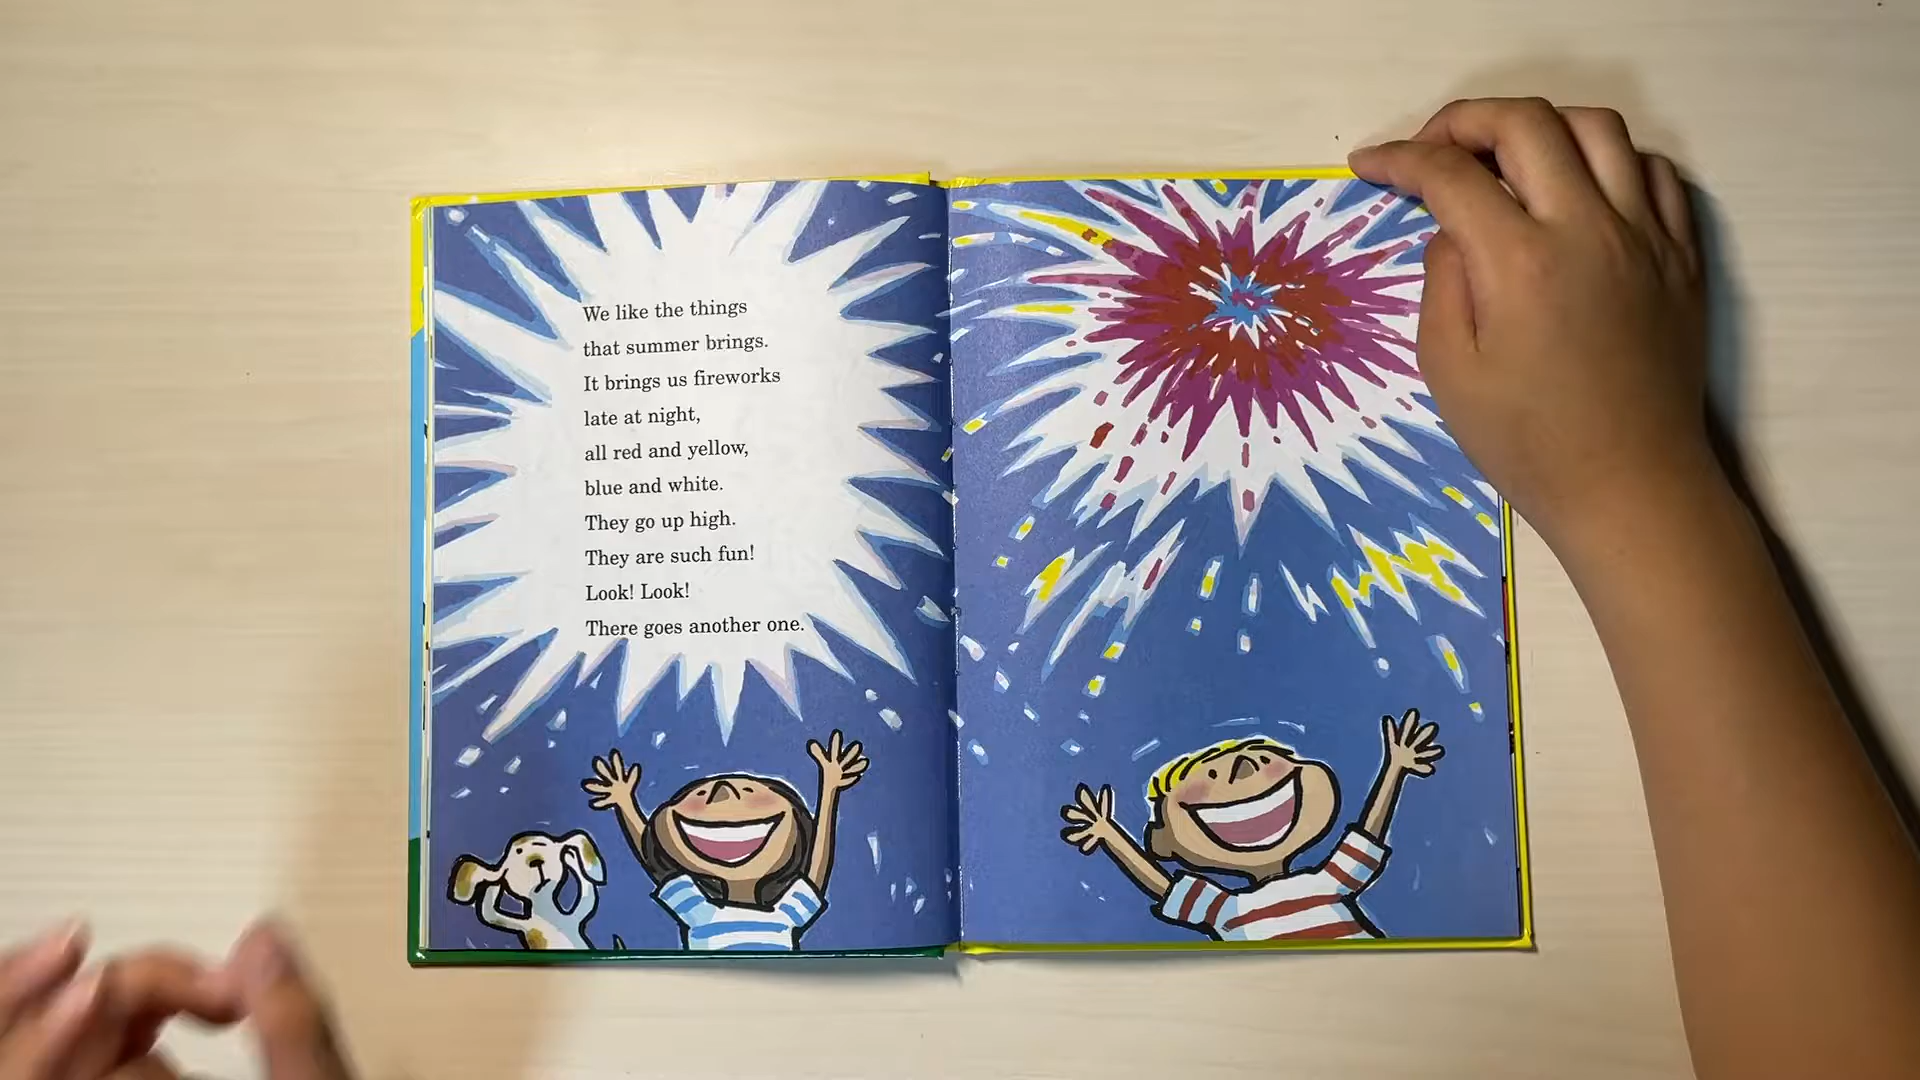 We like the things
that summer brings.
It brings us fireworks
late at night,
all red and yellow,
blue and white.
They go up high.
They are such fun!
Look! Look!
There goes another one.